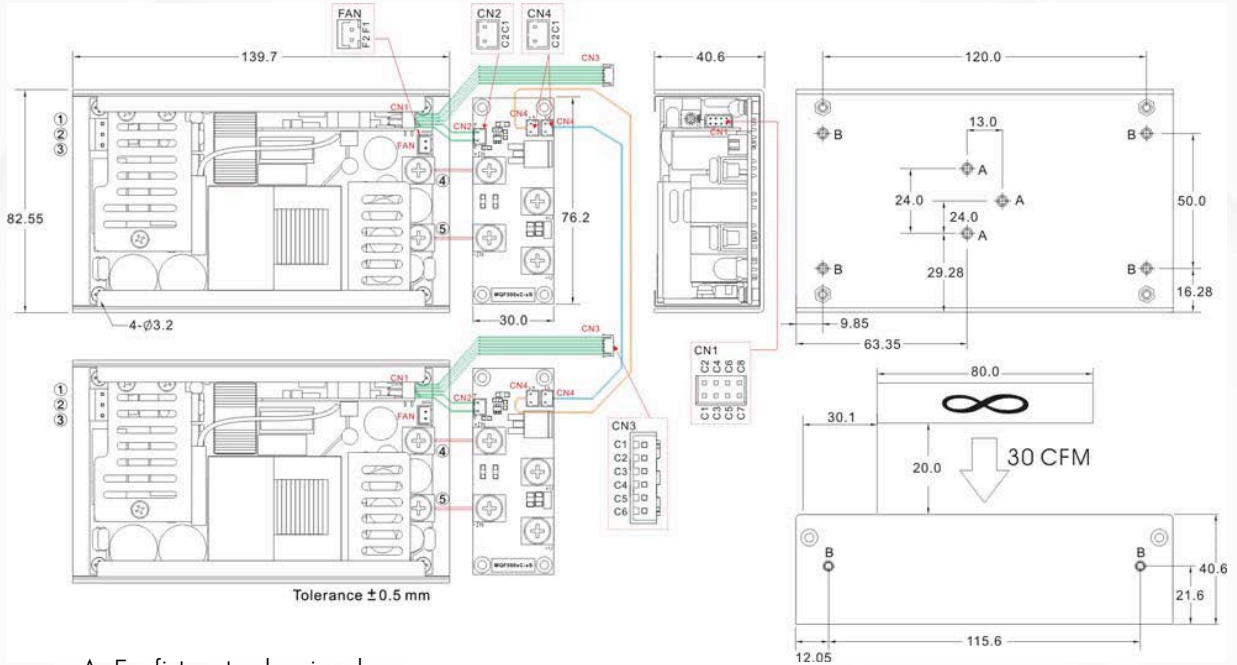 FAN
F2 F1
CN2
C2 C1
CN4
C2 C1
139.7
CN3
40.6
120.0
CN1
CN2
CN4
CN4
FAN
+IN
-IN
①
②
③
④
⑤
82.55
76.2
30.0
4-Ø3.2
CN1
13.0
A
A
A
B
B
B
B
24.0
24.0
29.28
50.0
16.28
9.85
63.35
CN3
CN1
C2 C4 C6 C8
C1 C3 C5 C7
①
②
③
④
⑤
CN1
CN2
CN4
CN4
FAN
+IN
-IN
CN3
C1
C2
C3
C4
C5
C6
80.0
30.1
20.0
30 CFM
B
B
40.6
21.6
115.6
12.05
Tolerance ±0.5 mm